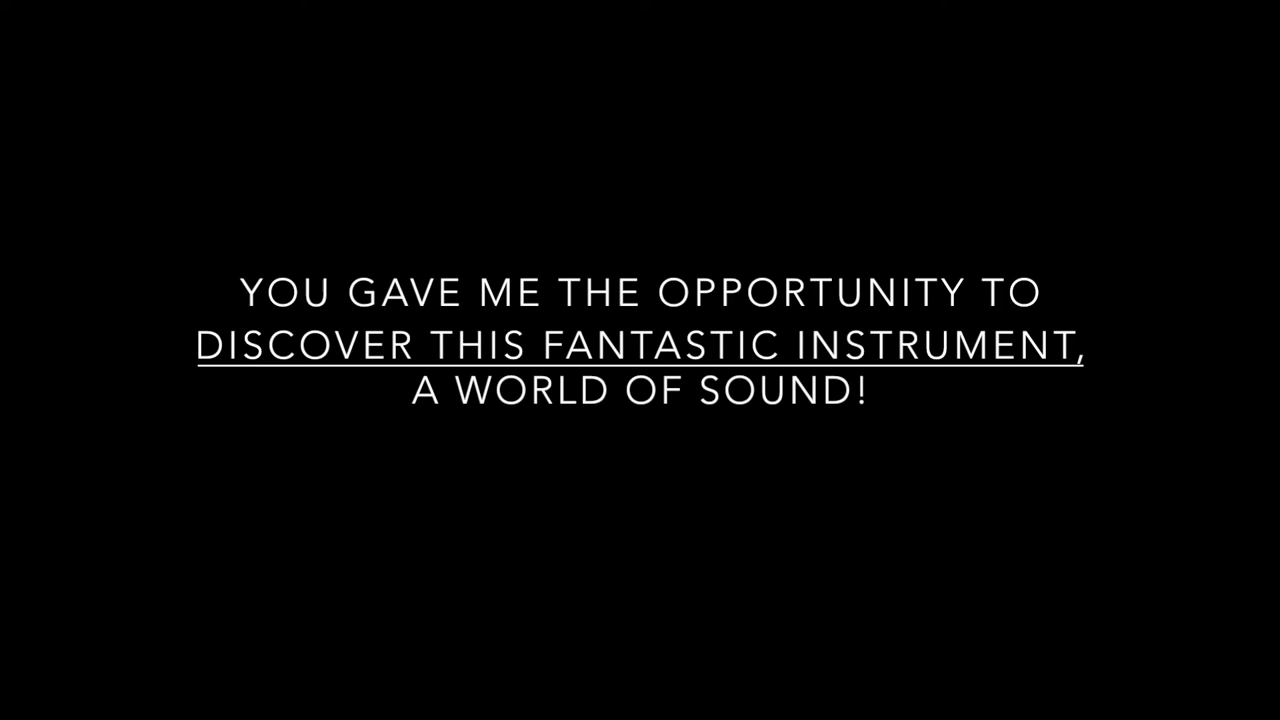 YOU GAVE ME THE OPPORTUNITY TO
DISCOVER THIS FANTASTIC INSTRUMENT,
A WORLD OF SOUND!